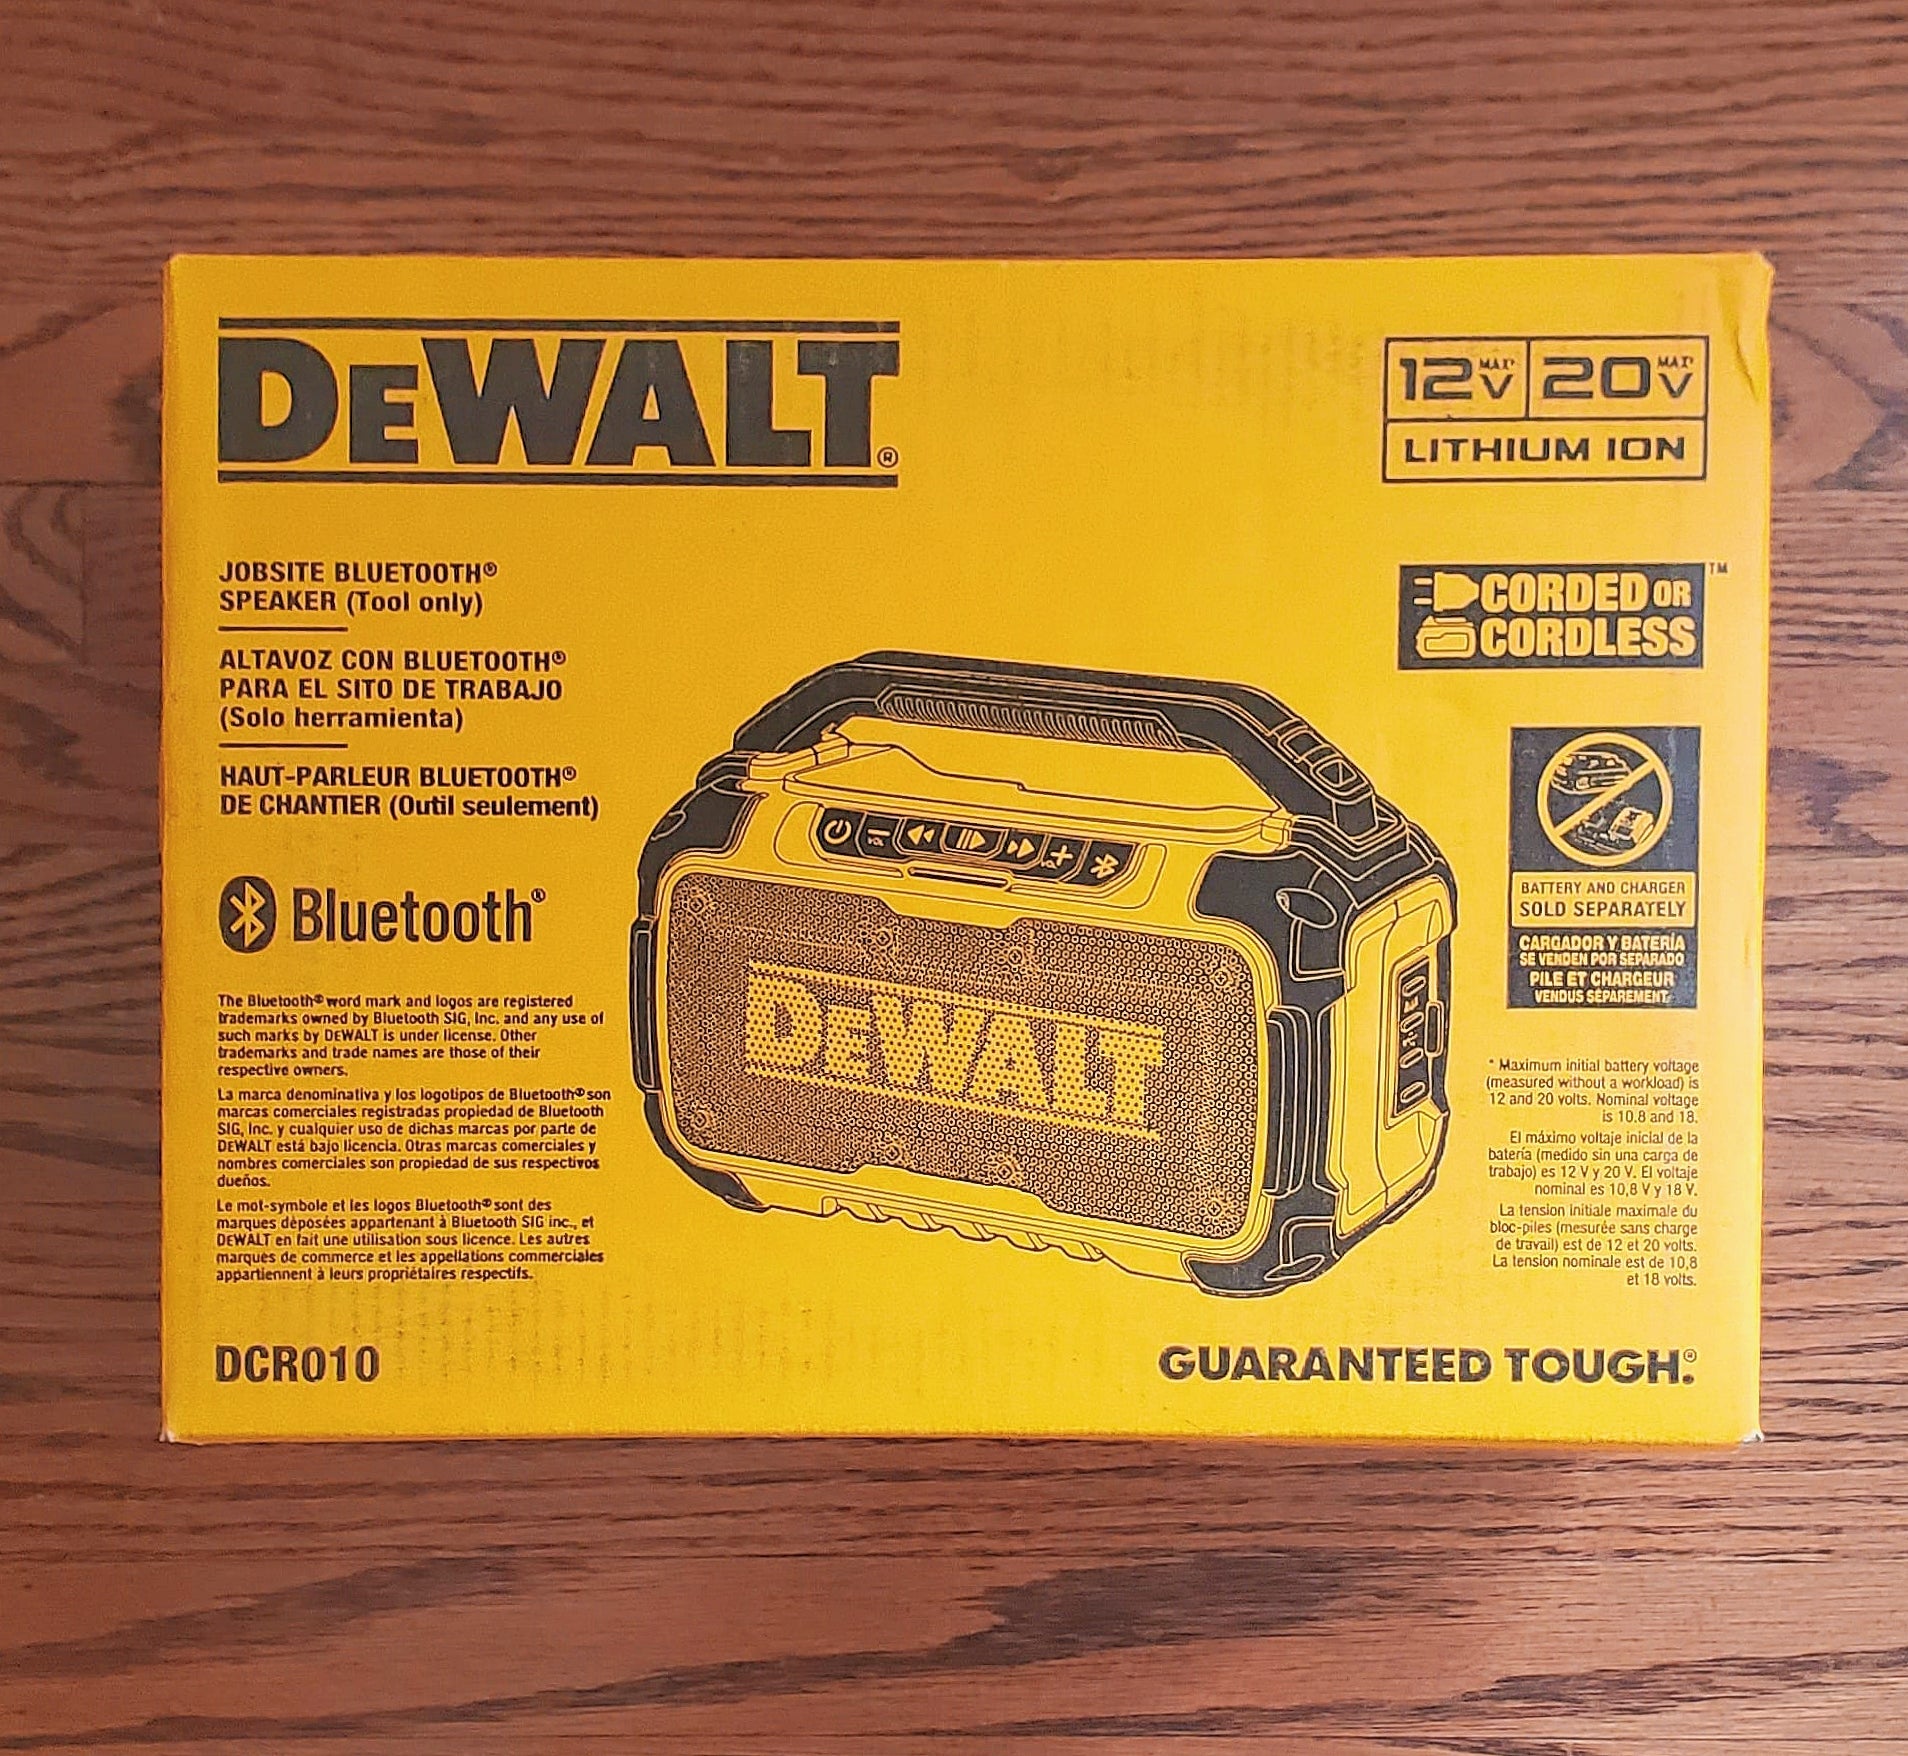 DEWALT®
12V MAX* 20V MAX*
LITHIUM ION
JOBSITE BLUETOOTH®
SPEAKER (Tool only)
ALTAVOZ CON BLUETOOTH®
PARA EL SITO DE TRABAJO
(Solo herramienta)
HAUT-PARLEUR BLUETOOTH®
DE CHANTIER (Outil seulement)
CORDED OR ™
CORDLESS
Bluetooth®
VOL
VOL
DEWALT
BATTERY AND CHARGER
SOLD SEPARATELY
CARGADOR Y BATERÍA
SE VENDEN POR SEPARADO
PILE ET CHARGEUR
VENDUS SÉPARÉMENT
The Bluetooth® word mark and logos are registered
trademarks owned by Bluetooth SIG, Inc. and any use of
such marks by DEWALT is under license. Other
trademarks and trade names are those of their
respective owners.
La marca denominativa y los logotipos de Bluetooth® son
marcas comerciales registradas propiedad de Bluetooth
SIG, Inc. y cualquier uso de dichas marcas por parte de
DEWALT está bajo licencia. Otras marcas comerciales y
nombres comerciales son propiedad de sus respectivos
dueños.
Le mot-symbole et les logos Bluetooth® sont des
marques déposées appartenant à Bluetooth SIG inc., et
DEWALT en fait une utilisation sous licence. Les autres
marques de commerce et les appellations commerciales
appartiennent à leurs propriétaires respectifs.
* Maximum initial battery voltage
(measured without a workload) is
12 and 20 volts. Nominal voltage
is 10.8 and 18.
El máximo voltaje inicial de la
batería (medido sin una carga de
trabajo) es 12 V y 20 V. El voltaje
nominal es 10,8 V y 18 V.
La tension initiale maximale du
bloc-piles (mesurée sans charge
de travail) est de 12 et 20 volts.
La tension nominale est de 10,8
et 18 volts.
DCR010
GUARANTEED TOUGH.®